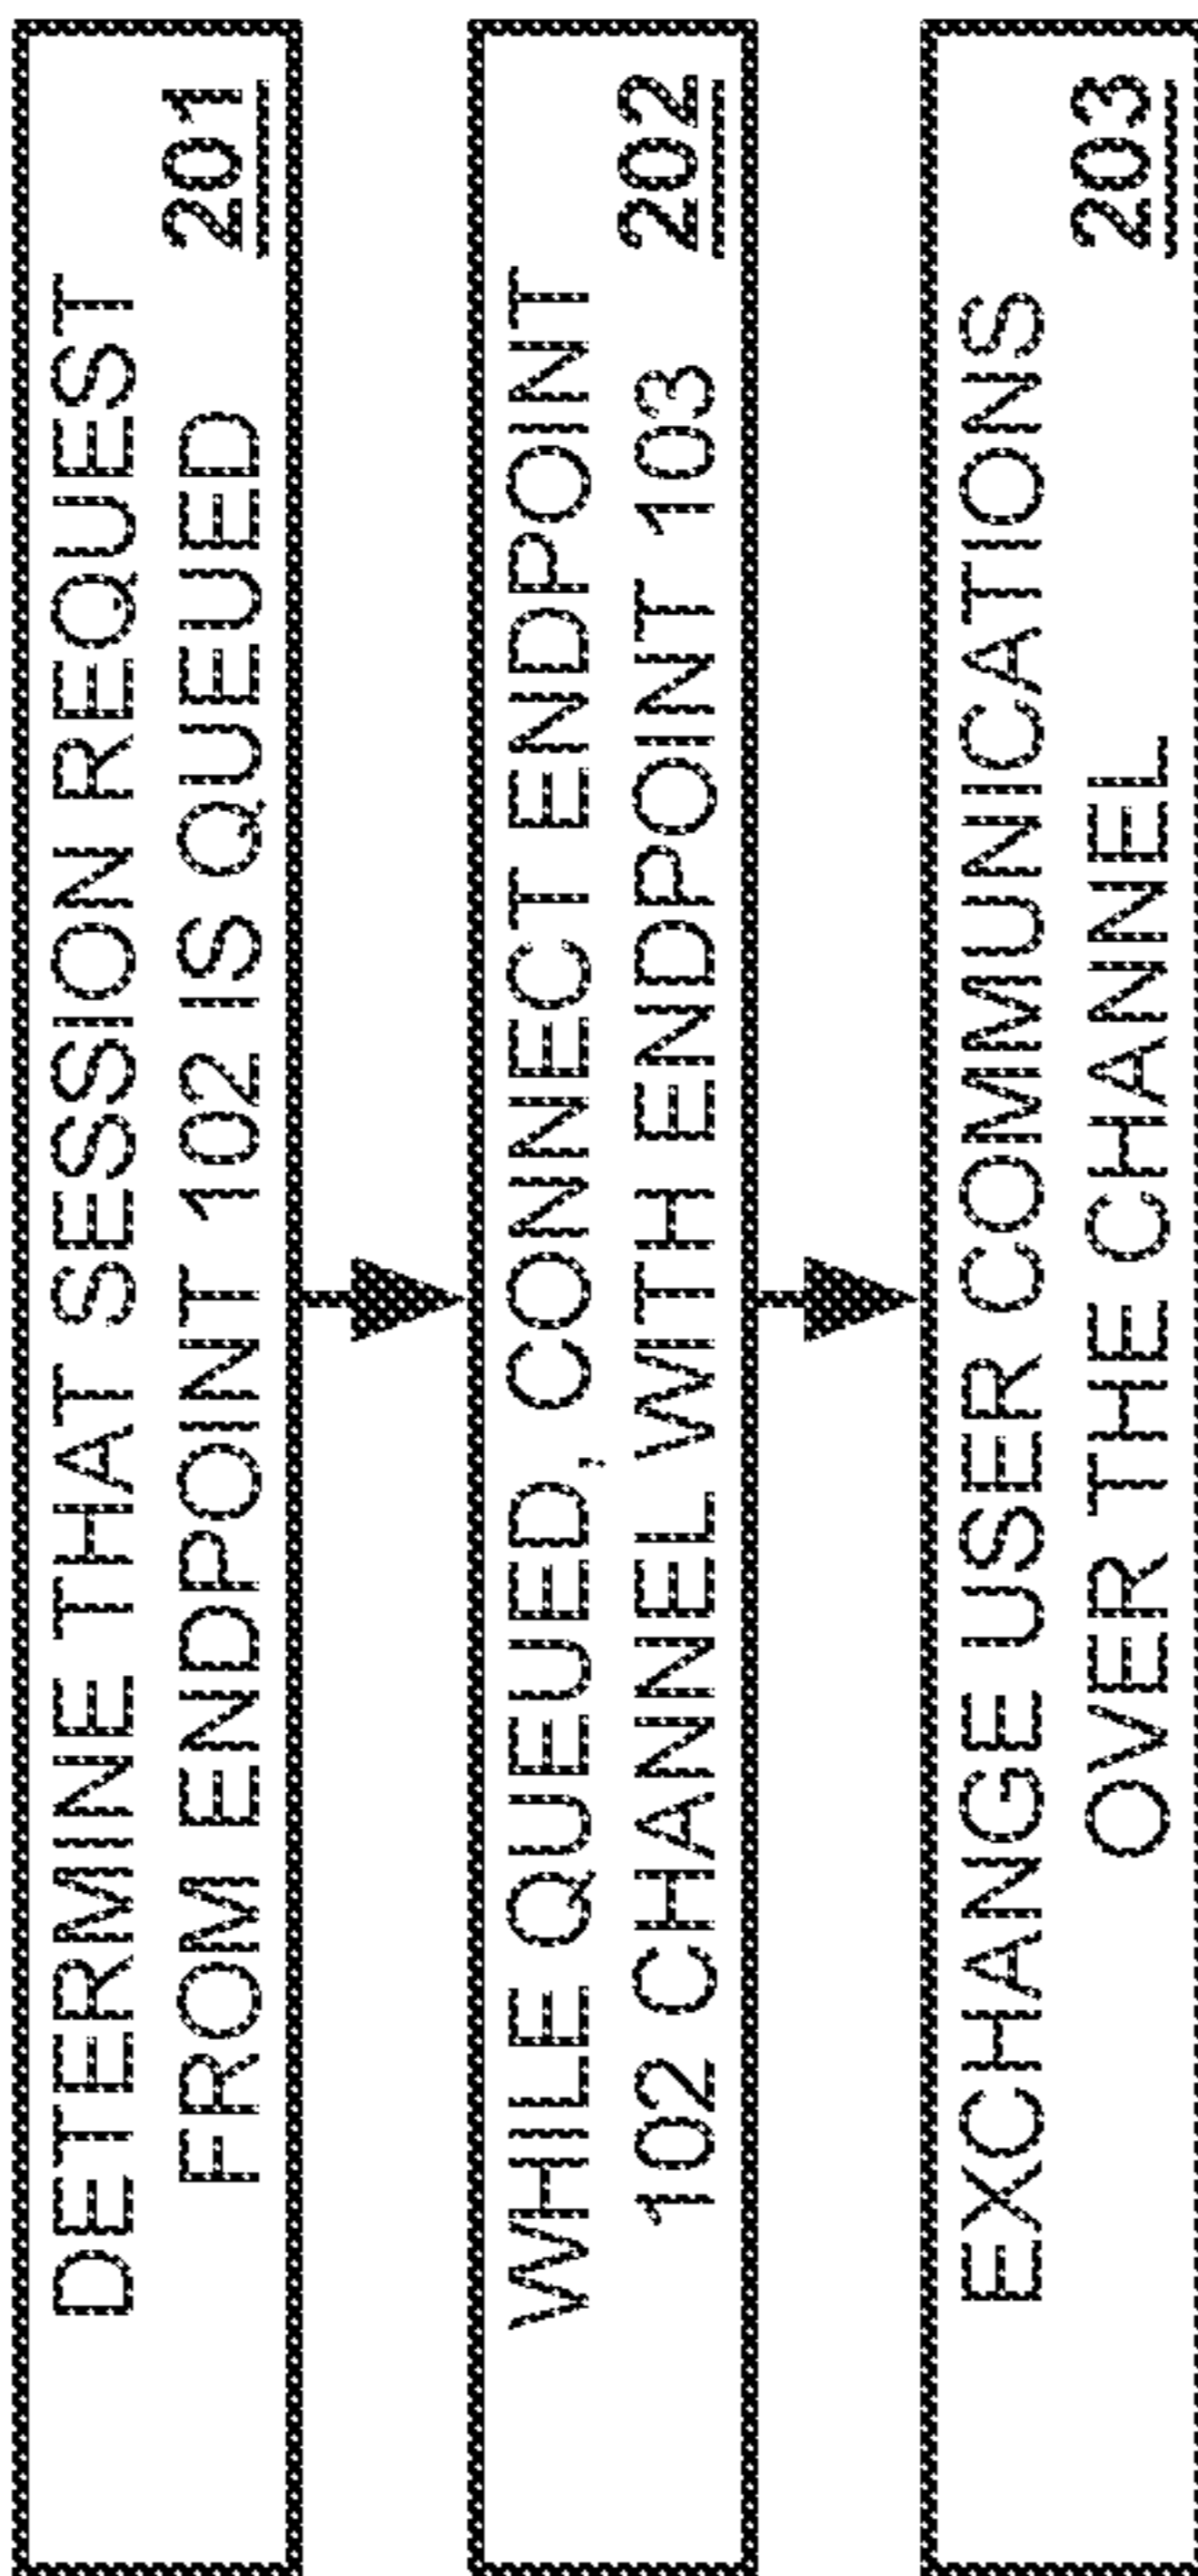 DETERMINE THAT SESSION REQUEST
FROM ENDPOINT 102 IS QUEUED
201
WHILE QUEUED, CONNECT ENDPOINT
102 CHANNEL WITH ENDPOINT 103
202
EXCHANGE USER COMMUNICATIONS
OVER THE CHANNEL
203